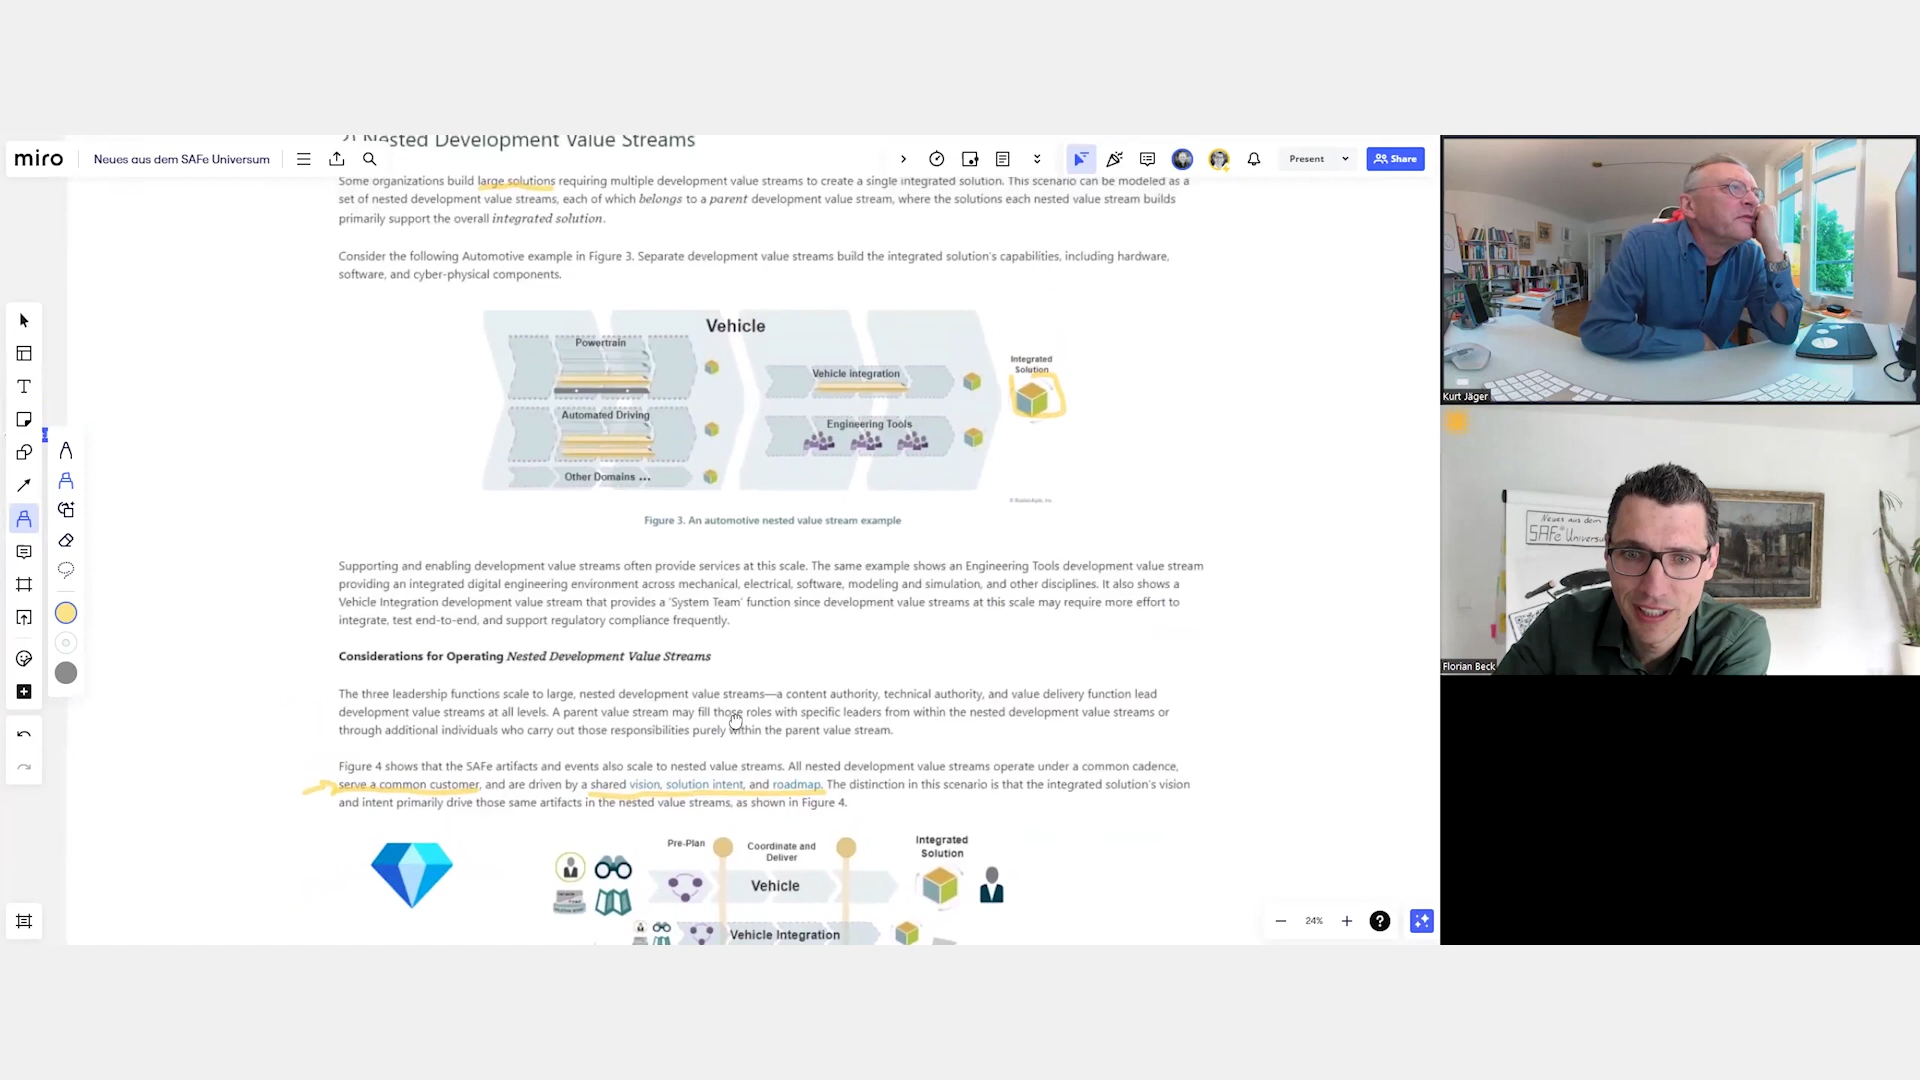 2) Nested Development Value Streams
miro
Neues aus dem SAFe Universum
Present
Share
Some organizations build large solutions requiring multiple development value streams to create a single integrated solution. This scenario can be modeled as a
set of nested development value streams, each of which belongs to a parent development value stream, where the solutions each nested value stream builds
primarily support the overall integrated solution.
Consider the following Automotive example in Figure 3. Separate development value streams build the integrated solution's capabilities, including hardware,
software, and cyber-physical components.
Vehicle
Powertrain
Automated Driving
Other Domains ...
Vehicle integration
Engineering Tools
Integrated
Solution
Figure 3. An automotive nested value stream example
Supporting and enabling development value streams often provide services at this scale. The same example shows an Engineering Tools development value stream
providing an integrated digital engineering environment across mechanical, electrical, software, modeling and simulation, and other disciplines. It also shows a
Vehicle Integration development value stream that provides a 'System Team' function since development value streams at this scale may require more effort to
integrate, test end-to-end, and support regulatory compliance frequently.
Considerations for Operating Nested Development Value Streams
The three leadership functions scale to large, nested development value streams—a content authority, technical authority, and value delivery function lead
development value streams at all levels. A parent value stream may fill those roles with specific leaders from within the nested development value streams or
through additional individuals who carry out those responsibilities purely within the parent value stream.
Figure 4 shows that the SAFe artifacts and events also scale to nested value streams. All nested development value streams operate under a common cadence,
serve a common customer, and are driven by a shared vision, solution intent, and roadmap. The distinction in this scenario is that the integrated solution's vision
and intent primarily drive those same artifacts in the nested value streams, as shown in Figure 4.
Pre-Plan
Coordinate and
Deliver
Integrated
Solution
Vehicle
Vehicle Integration
24%
Kurt Jäger
Neues aus dem
SAFe Univers
Florian Beck